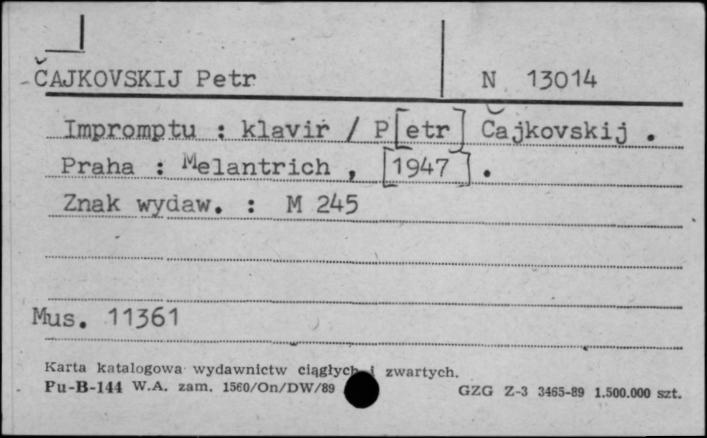 ČAJKOVSKIJ Petr N 13014
Impromptu : klavir / P[etr] Čajkovskij .
Praha : Melantrich , [1947] .
Znak wydaw. : M 245
Mus. 11361
Karta katalogowa wydawnictw ciągłych i zwartych.
Pu-B-144 W.A. zam. 1560/On/DW/89 GZG Z-3 3465-89 1.500.000 szt.